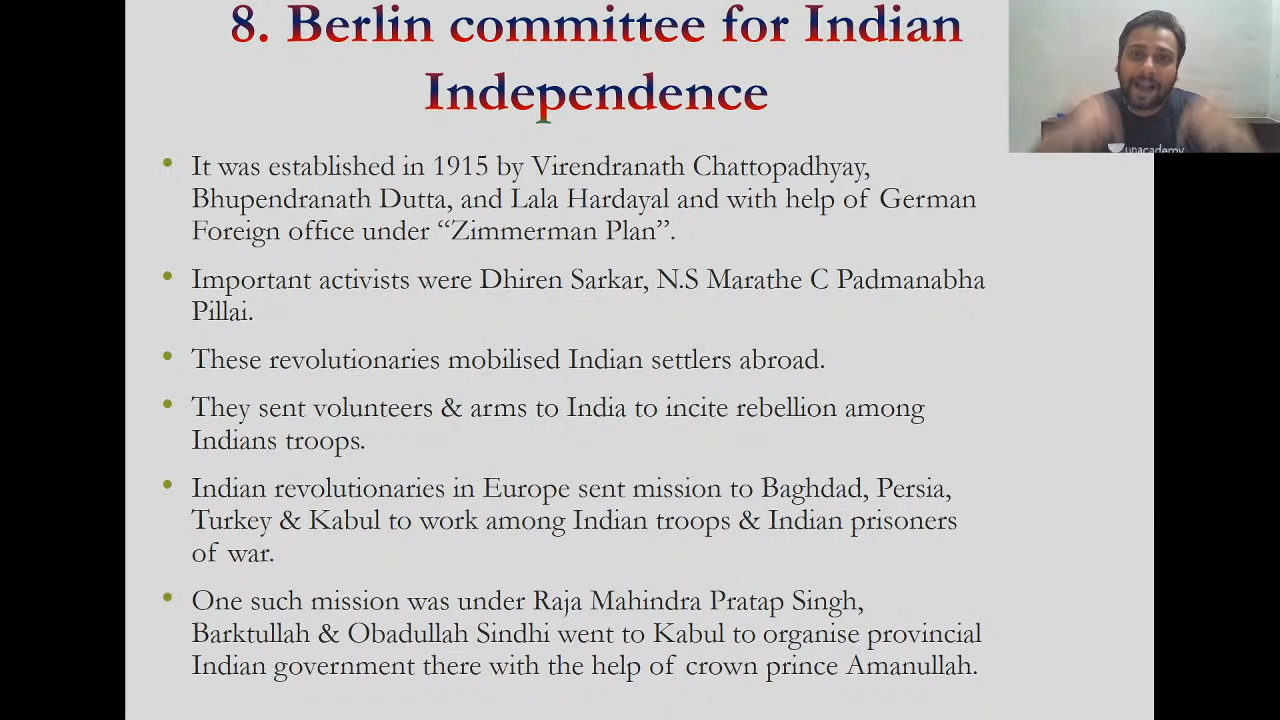 8. Berlin committee for Indian
Independence
unacademy
• It was established in 1915 by Virendranath Chattopadhyay,
Bhupendranath Dutta, and Lala Hardayal and with help of German
Foreign office under “Zimmerman Plan”.
• Important activists were Dhiren Sarkar, N.S Marathe C Padmanabha
Pillai.
• These revolutionaries mobilised Indian settlers abroad.
• They sent volunteers & arms to India to incite rebellion among
Indians troops.
• Indian revolutionaries in Europe sent mission to Baghdad, Persia,
Turkey & Kabul to work among Indian troops & Indian prisoners
of war.
• One such mission was under Raja Mahindra Pratap Singh,
Barktullah & Obadullah Sindhi went to Kabul to organise provincial
Indian government there with the help of crown prince Amanullah.